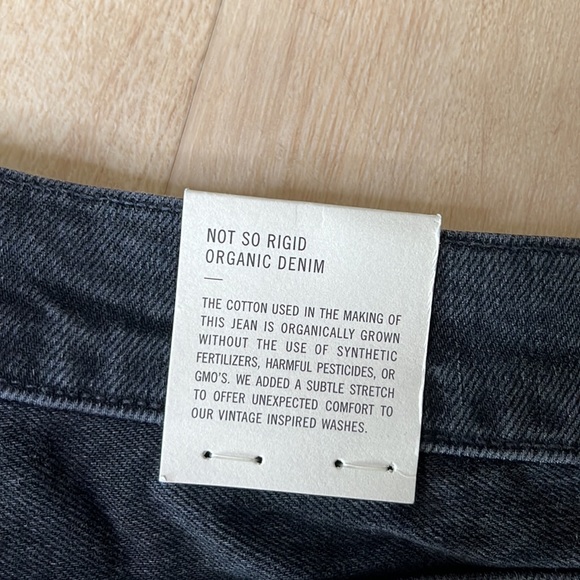 NOT SO RIGID
ORGANIC DENIM
THE COTTON USED IN THE MAKING OF
THIS JEAN IS ORGANICALLY GROWN
WITHOUT THE USE OF SYNTHETIC
FERTILIZERS, HARMFUL PESTICIDES, OR
GMO'S. WE ADDED A SUBTLE STRETCH
TO OFFER UNEXPECTED COMFORT TO
OUR VINTAGE INSPIRED WASHES.